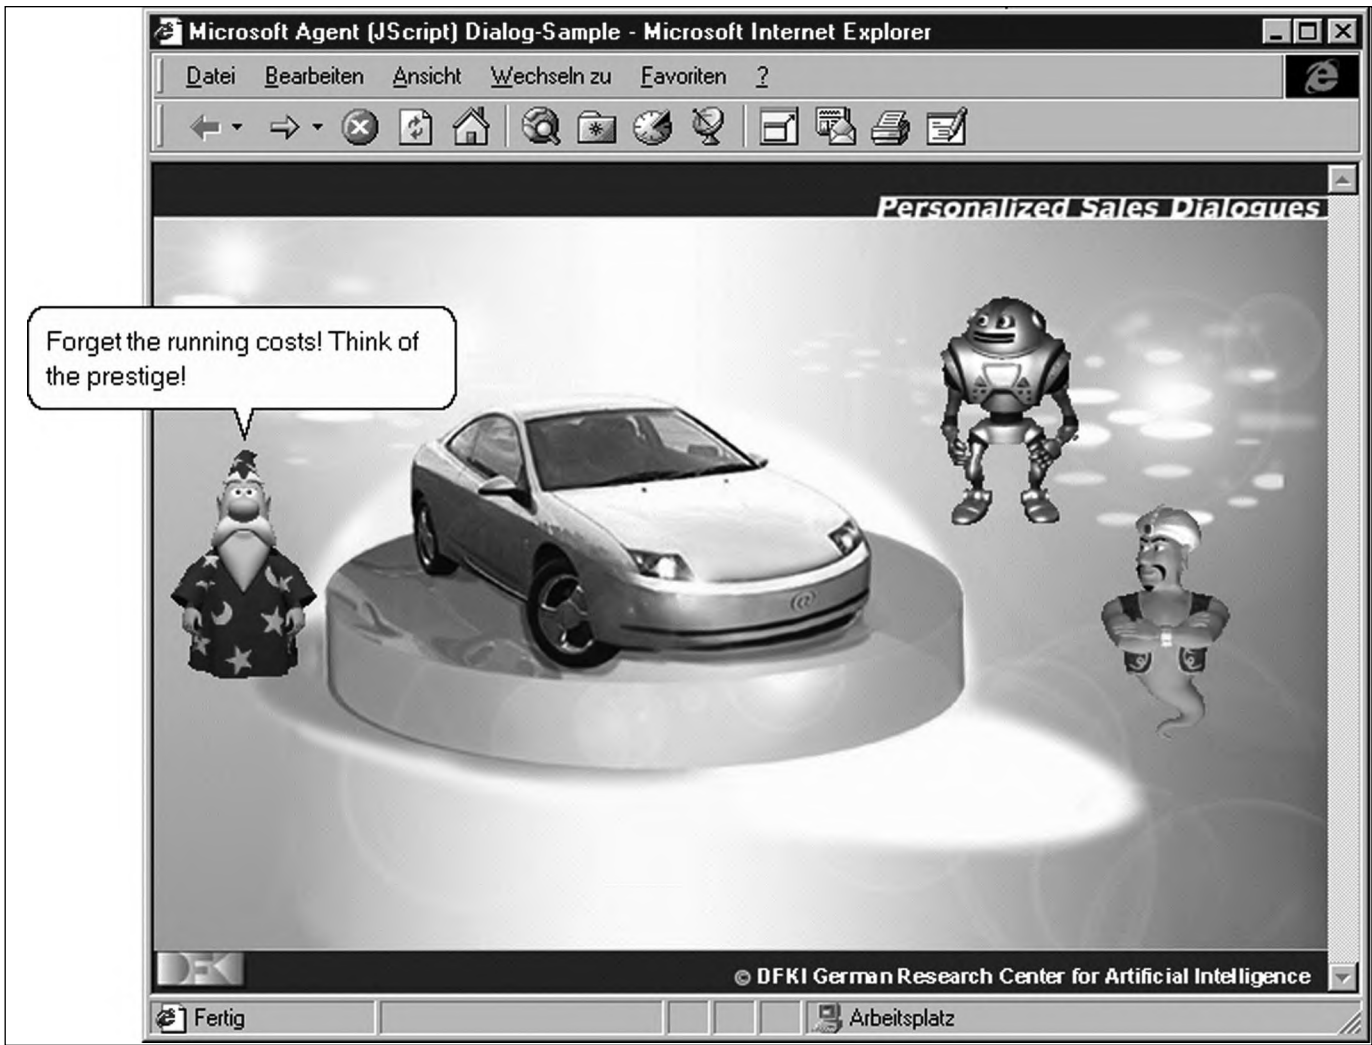 Microsoft Agent (JScript) Dialog-Sample - Microsoft Internet Explorer
Datei Bearbeiten Ansicht Wechseln zu Favoriten ?
Personalized Sales Dialogues
Forget the running costs! Think of
the prestige!
@
DFKI
© DFKI German Research Center for Artificial Intelligence
Fertig Arbeitsplatz